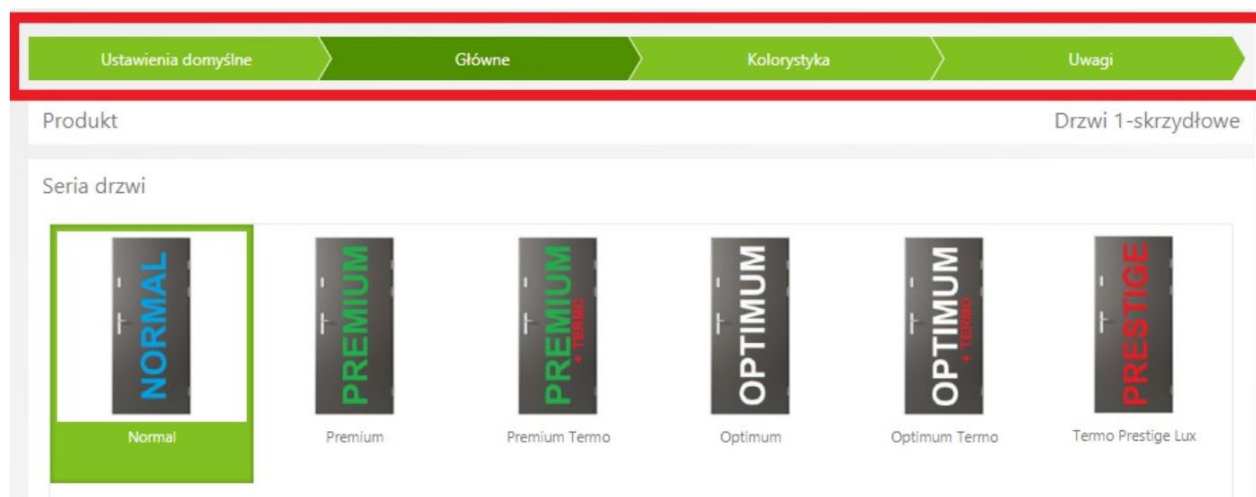 Ustawienia domyślne Główne Kolorystyka Uwagi
Produkt Drzwi 1-skrzydłowe
Seria drzwi
NORMAL PREMIUM PREMIUM + TERMO OPTIMUM OPTIMUM + TERMO PRESTIGE
Normal Premium Premium Termo Optimum Optimum Termo Termo Prestige Lux